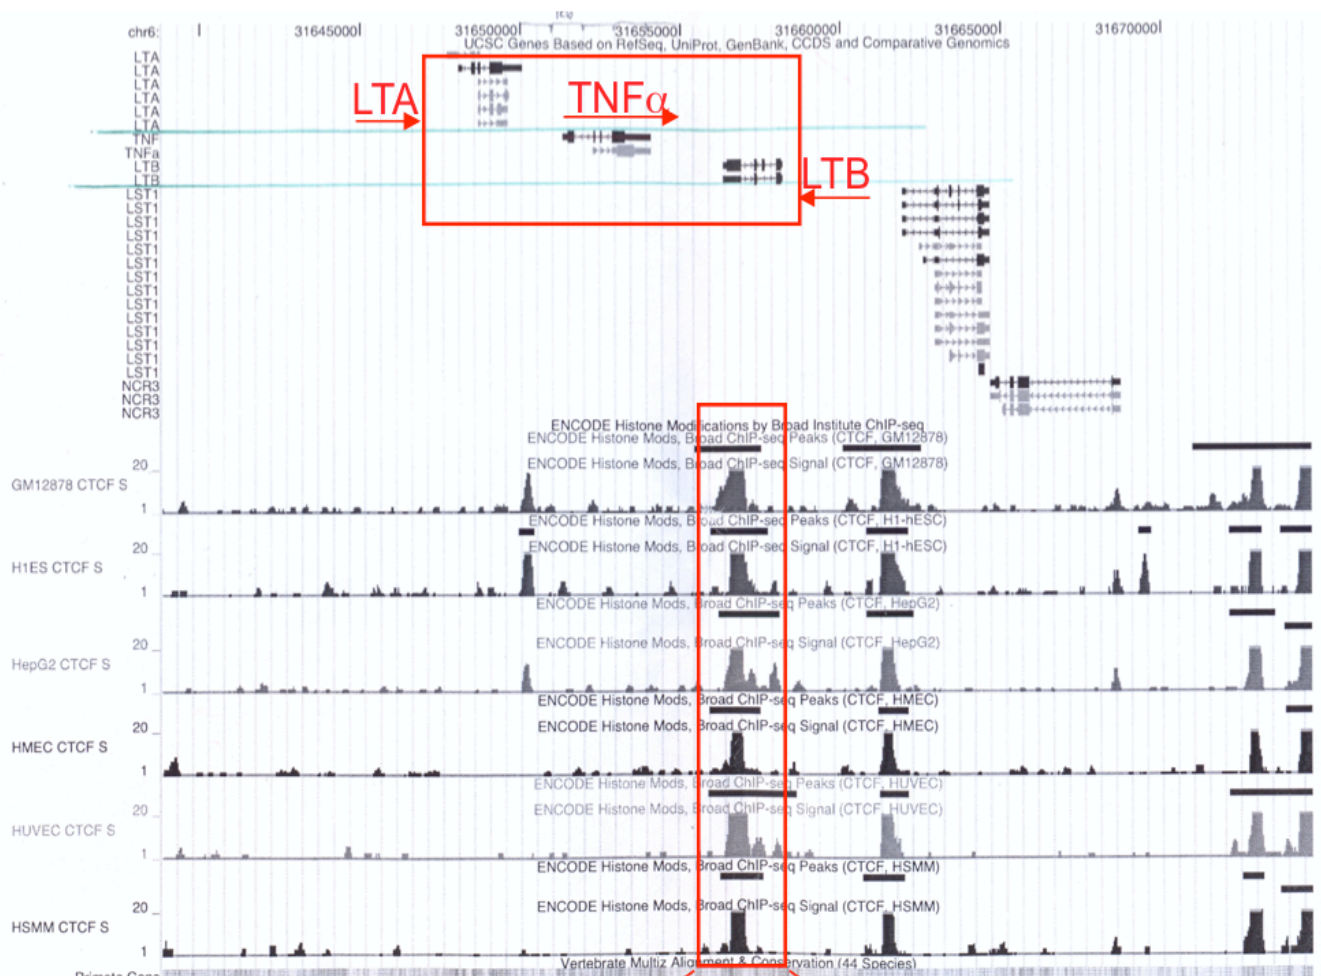 chr6: 31645000 31650000 31655000 31660000 31665000 31670000
UCSC Genes Based on RefSeq, UniProt, GenBank, CCDS and Comparative Genomics
LTA
LTA
LTA
LTA
LTA
LTA
LTA
TNFα
TNF
TNFa
LTB
LTB
LTB
LST1
LST1
LST1
LST1
LST1
LST1
LST1
LST1
LST1
LST1
LST1
LST1
LST1
LST1
NCR3
NCR3
NCR3
ENCODE Histone Modifications by Broad Institute ChIP-seq
ENCODE Histone Mods, Broad ChIP-seq Peaks (CTCF, GM12878)
ENCODE Histone Mods, Broad ChIP-seq Signal (CTCF, GM12878)
20
GM12878 CTCF S
1
ENCODE Histone Mods, Broad ChIP-seq Peaks (CTCF, H1-hESC)
ENCODE Histone Mods, Broad ChIP-seq Signal (CTCF, H1-hESC)
20
H1ES CTCF S
1
ENCODE Histone Mods, Broad ChIP-seq Peaks (CTCF, HepG2)
ENCODE Histone Mods, Broad ChIP-seq Signal (CTCF, HepG2)
20
HepG2 CTCF S
1
ENCODE Histone Mods, Broad ChIP-seq Peaks (CTCF, HMEC)
ENCODE Histone Mods, Broad ChIP-seq Signal (CTCF, HMEC)
20
HMEC CTCF S
1
ENCODE Histone Mods, Broad ChIP-seq Peaks (CTCF, HUVEC)
ENCODE Histone Mods, Broad ChIP-seq Signal (CTCF, HUVEC)
20
HUVEC CTCF S
1
ENCODE Histone Mods, Broad ChIP-seq Peaks (CTCF, HSMM)
ENCODE Histone Mods, Broad ChIP-seq Signal (CTCF, HSMM)
20
HSMM CTCF S
1
Vertebrate Multiz Alignment & Conservation (44 Species)